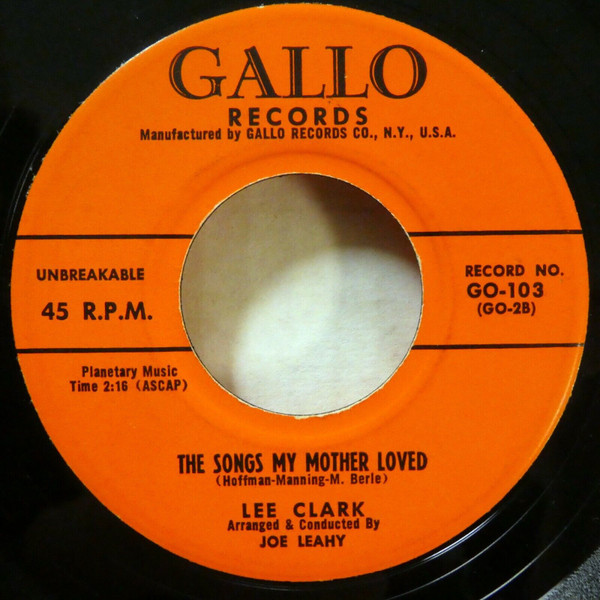 GALLO
RECORDS
Manufactured by GALLO RECORDS CO., N.Y., U.S.A.
UNBREAKABLE
45 R.P.M.
RECORD NO.
GO-103
(GO-2B)
Planetary Music
Time 2:16 (ASCAP)
THE SONGS MY MOTHER LOVED
(Hoffman-Manning-M. Berle)
LEE CLARK
Arranged & Conducted By
JOE LEAHY